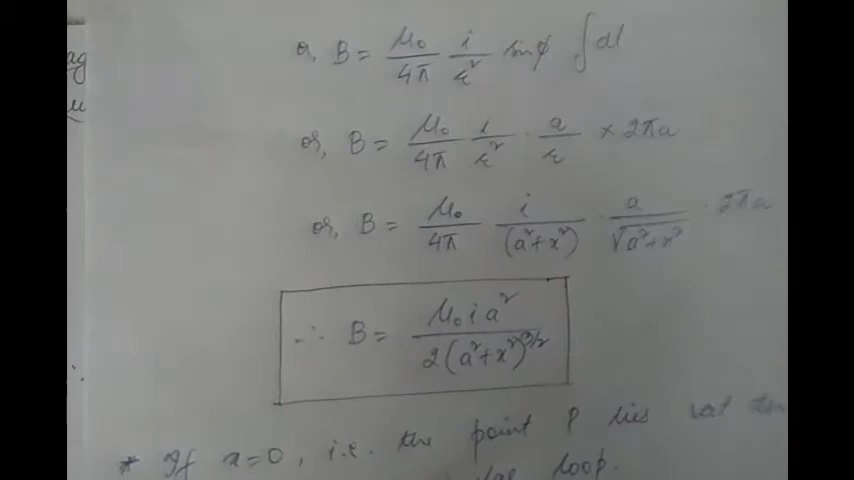 or, B = μ₀/4π i/r² sinφ ∫dl
or, B = μ₀/4π i/r² · a/r × 2πa
or, B = μ₀/4π i/(a²+x²) · a/√(a²+x²) · 2πa
∴ B = μ₀ i a² / 2(a²+x²)^3/2
* If x=0, i.e. the point P lies at the
loop.